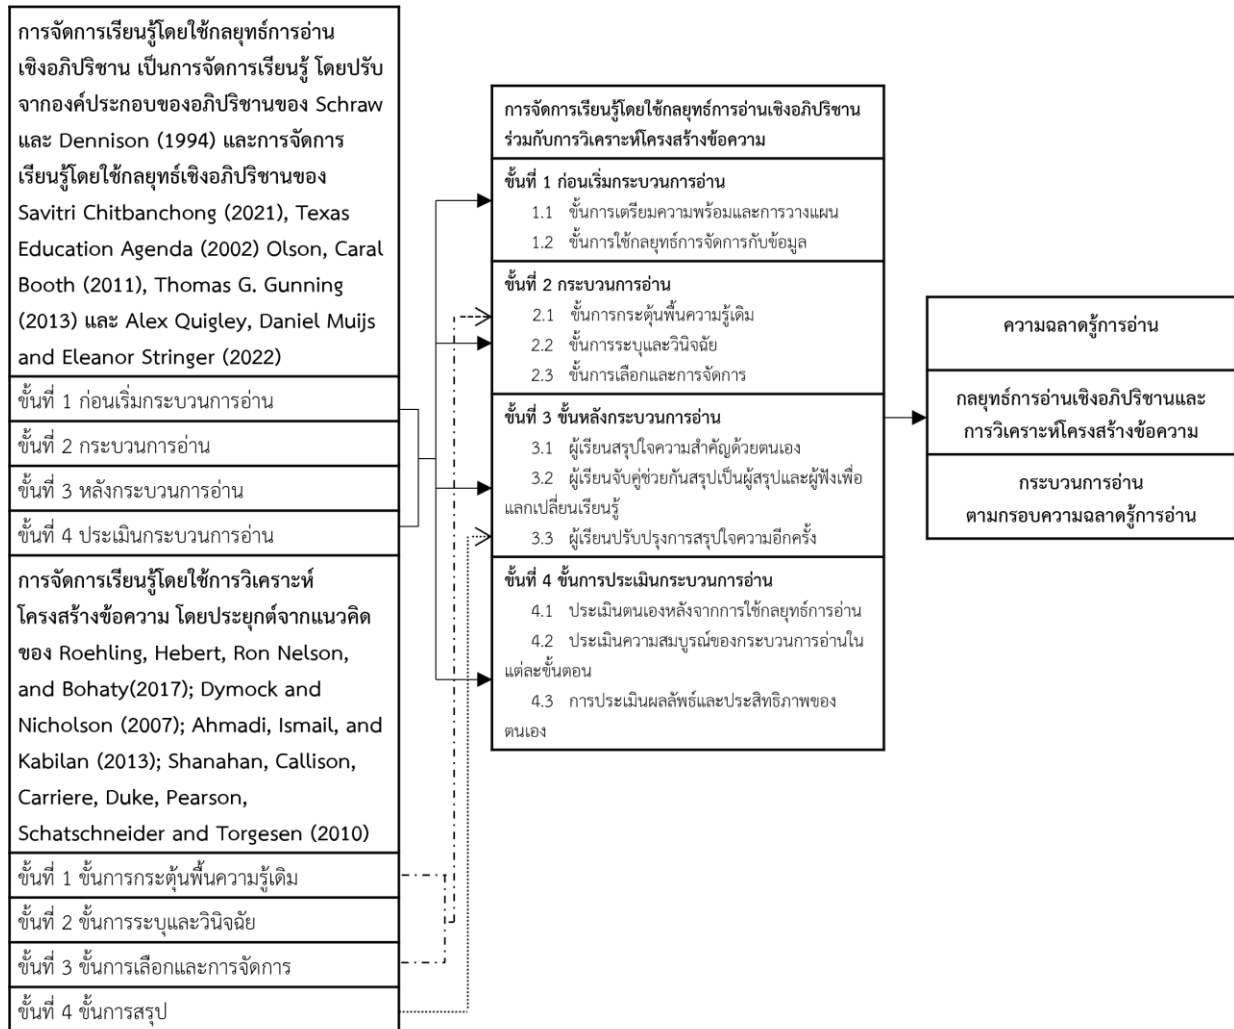 การจัดการเรียนรู้โดยใช้กลยุทธ์การอ่าน
เชิงอภิปริชาน เป็นการจัดการเรียนรู้ โดยปรับ
จากองค์ประกอบของอภิปริชานของ Schraw
และ Dennison (1994) และการจัดการ
เรียนรู้โดยใช้กลยุทธ์เชิงอภิปริชานของ
Savitri Chitbanchong (2021), Texas
Education Agenda (2002) Olson, Caral
Booth (2011), Thomas G. Gunning
(2013) และ Alex Quigley, Daniel Muijs
and Eleanor Stringer (2022)
ขั้นที่ 1 ก่อนเริ่มกระบวนการอ่าน
ขั้นที่ 2 กระบวนการอ่าน
ขั้นที่ 3 หลังกระบวนการอ่าน
ขั้นที่ 4 ประเมินกระบวนการอ่าน
การจัดการเรียนรู้โดยใช้การวิเคราะห์
โครงสร้างข้อความ โดยประยุกต์จากแนวคิด
ของ Roehling, Hebert, Ron Nelson,
and Bohaty(2017); Dymock and
Nicholson (2007); Ahmadi, Ismail, and
Kabilan (2013); Shanahan, Callison,
Carriere, Duke, Pearson,
Schatschneider and Torgesen (2010)
ขั้นที่ 1 ขั้นการกระตุ้นพื้นความรู้เดิม
ขั้นที่ 2 ขั้นการระบุและวินิจฉัย
ขั้นที่ 3 ขั้นการเลือกและการจัดการ
ขั้นที่ 4 ขั้นการสรุป
การจัดการเรียนรู้โดยใช้กลยุทธ์การอ่านเชิงอภิปริชาน
ร่วมกับการวิเคราะห์โครงสร้างข้อความ
ขั้นที่ 1 ก่อนเริ่มกระบวนการอ่าน
1.1 ขั้นการเตรียมความพร้อมและการวางแผน
1.2 ขั้นการใช้กลยุทธ์การจัดการกับข้อมูล
ขั้นที่ 2 กระบวนการอ่าน
2.1 ขั้นการกระตุ้นพื้นความรู้เดิม
2.2 ขั้นการระบุและวินิจฉัย
2.3 ขั้นการเลือกและการจัดการ
ขั้นที่ 3 ขั้นหลังกระบวนการอ่าน
3.1 ผู้เรียนสรุปใจความสำคัญด้วยตนเอง
3.2 ผู้เรียนจับคู่ช่วยกันสรุปเป็นผู้สรุปและผู้ฟังเพื่อ
แลกเปลี่ยนเรียนรู้
3.3 ผู้เรียนปรับปรุงการสรุปใจความอีกครั้ง
ขั้นที่ 4 ขั้นการประเมินกระบวนการอ่าน
4.1 ประเมินตนเองหลังจากการใช้กลยุทธ์การอ่าน
4.2 ประเมินความสมบูรณ์ของกระบวนการอ่านใน
แต่ละขั้นตอน
4.3 การประเมินผลลัพธ์และประสิทธิภาพของ
ตนเอง
ความฉลาดรู้การอ่าน
กลยุทธ์การอ่านเชิงอภิปริชานและ
การวิเคราะห์โครงสร้างข้อความ
กระบวนการอ่าน
ตามกรอบความฉลาดรู้การอ่าน